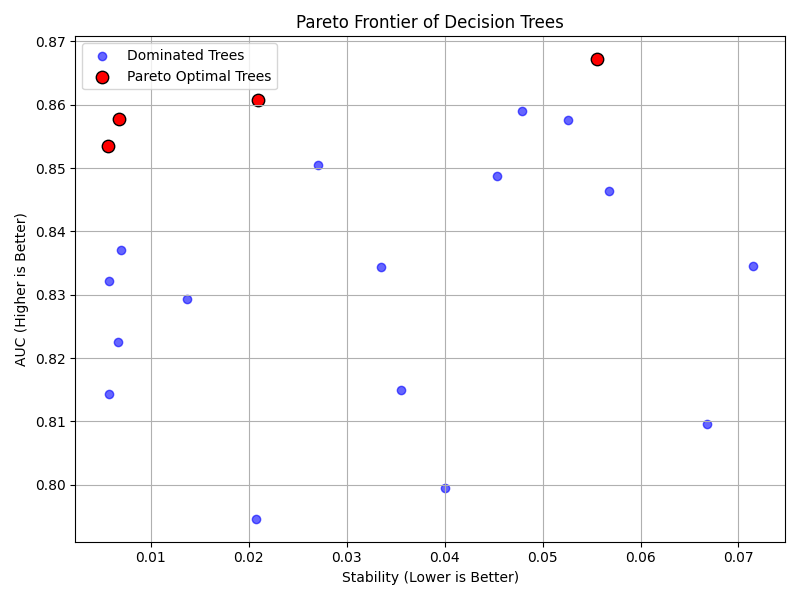 Pareto Frontier of Decision Trees
Dominated Trees
Pareto Optimal Trees
AUC (Higher is Better)
0.87
0.86
0.85
0.84
0.83
0.82
0.81
0.80
0.01 0.02 0.03 0.04 0.05 0.06 0.07
Stability (Lower is Better)